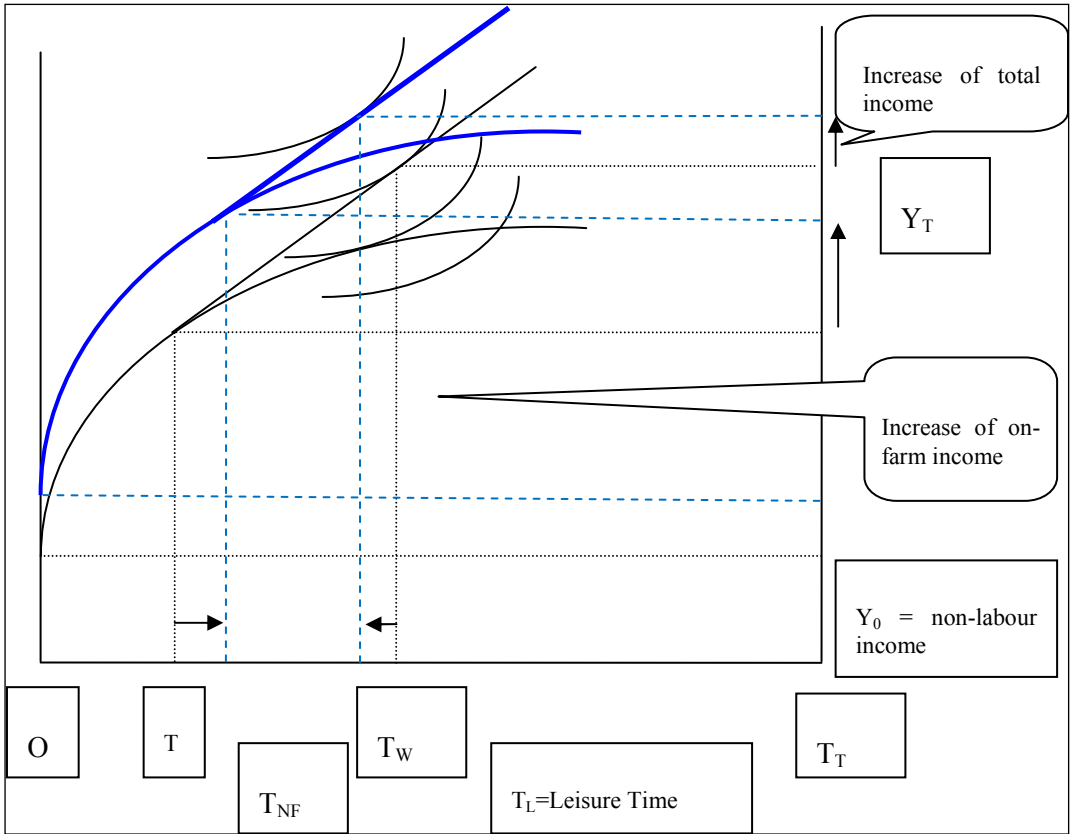 Increase of total
income
Y_T
Increase of on-
farm income
Y_0 = non-labour
income
O
T
T_W
T_T
T_NF
T_L=Leisure Time